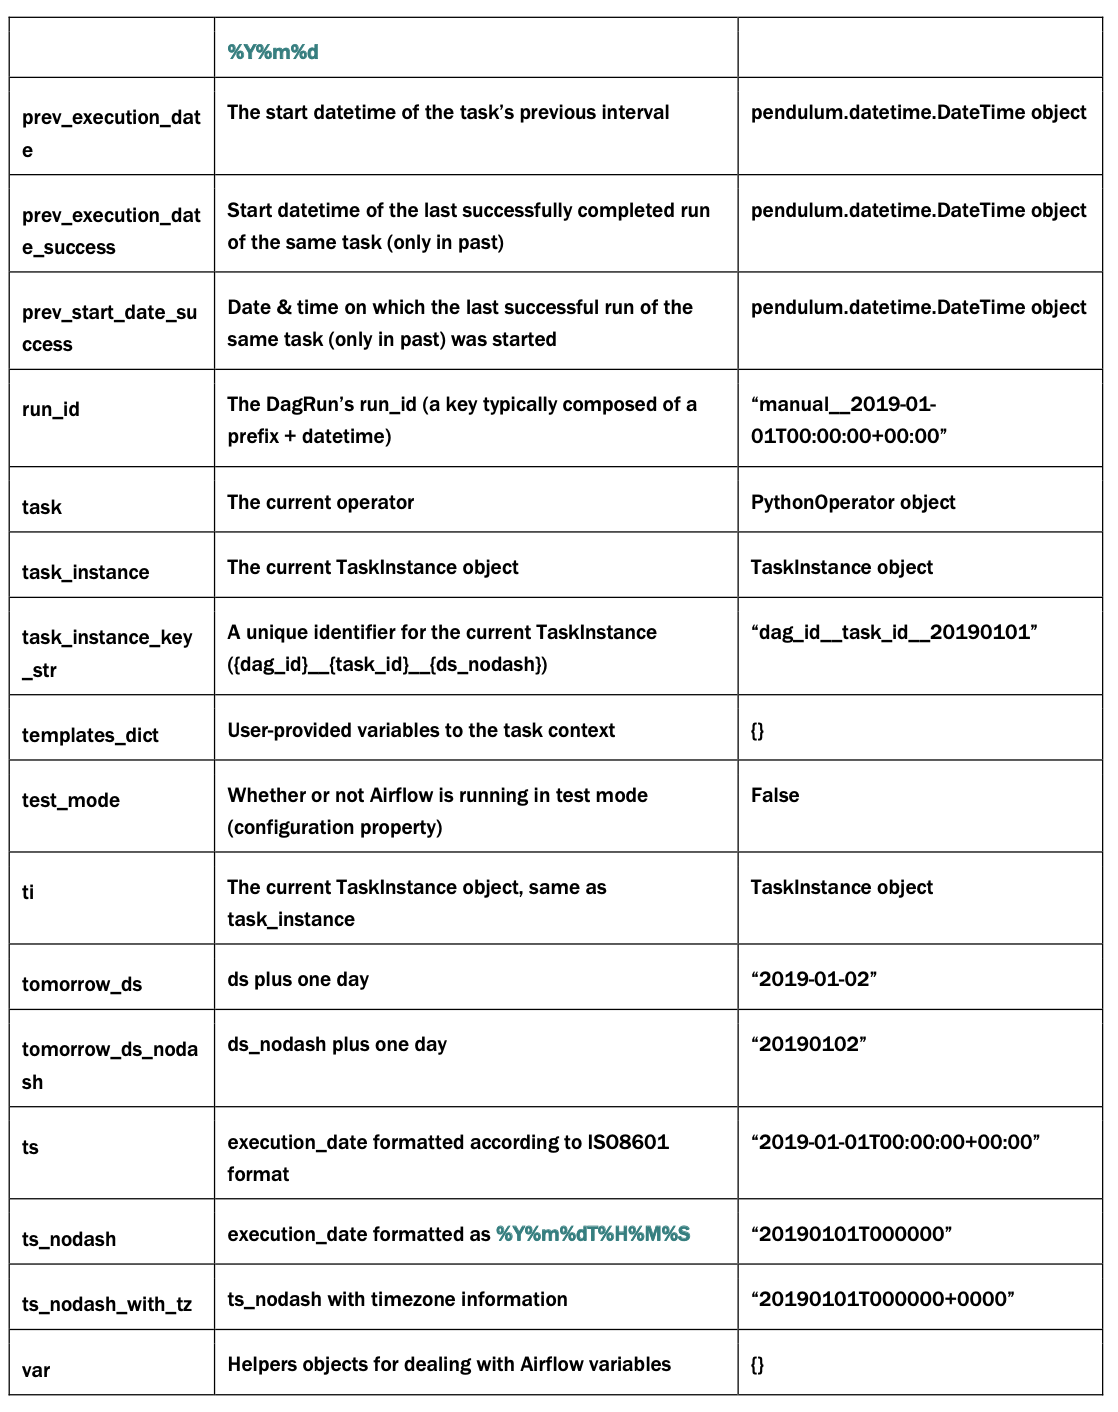 %Y%m%d
prev_execution_dat
e
The start datetime of the task’s previous interval
pendulum.datetime.DateTime object
prev_execution_dat
e_success
Start datetime of the last successfully completed run
of the same task (only in past)
pendulum.datetime.DateTime object
prev_start_date_su
ccess
Date & time on which the last successful run of the
same task (only in past) was started
pendulum.datetime.DateTime object
run_id
The DagRun’s run_id (a key typically composed of a
prefix + datetime)
“manual__2019-01-
01T00:00:00+00:00”
task
The current operator
PythonOperator object
task_instance
The current TaskInstance object
TaskInstance object
task_instance_key
_str
A unique identifier for the current TaskInstance
({dag_id}__{task_id}__{ds_nodash})
“dag_id__task_id__20190101”
templates_dict
User-provided variables to the task context
{}
test_mode
Whether or not Airflow is running in test mode
(configuration property)
False
ti
The current TaskInstance object, same as
task_instance
TaskInstance object
tomorrow_ds
ds plus one day
“2019-01-02”
tomorrow_ds_noda
sh
ds_nodash plus one day
“20190102”
ts
execution_date formatted according to ISO8601
format
“2019-01-01T00:00:00+00:00”
ts_nodash
execution_date formatted as %Y%m%dT%H%M%S
“20190101T000000”
ts_nodash_with_tz
ts_nodash with timezone information
“20190101T000000+0000”
var
Helpers objects for dealing with Airflow variables
{}